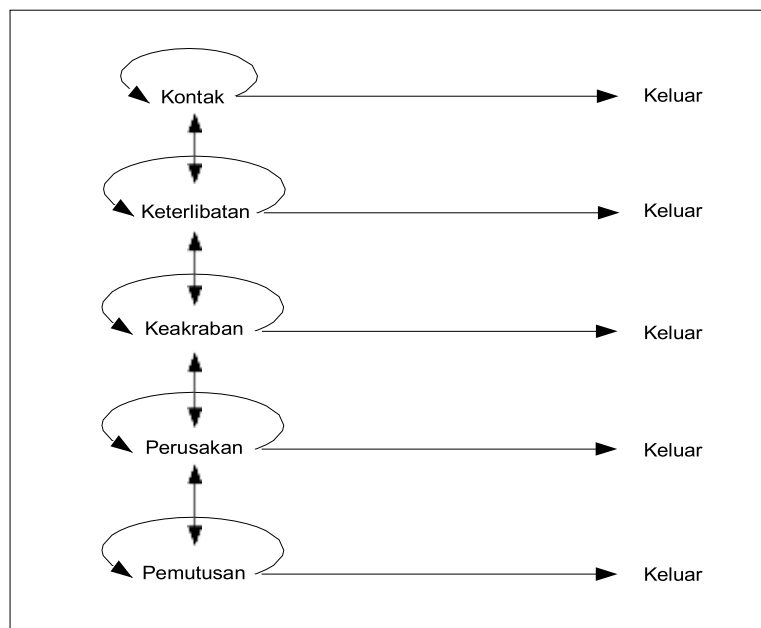 Kontak Keluar
Keterlibatan Keluar
Keakraban Keluar
Perusakan Keluar
Pemutusan Keluar